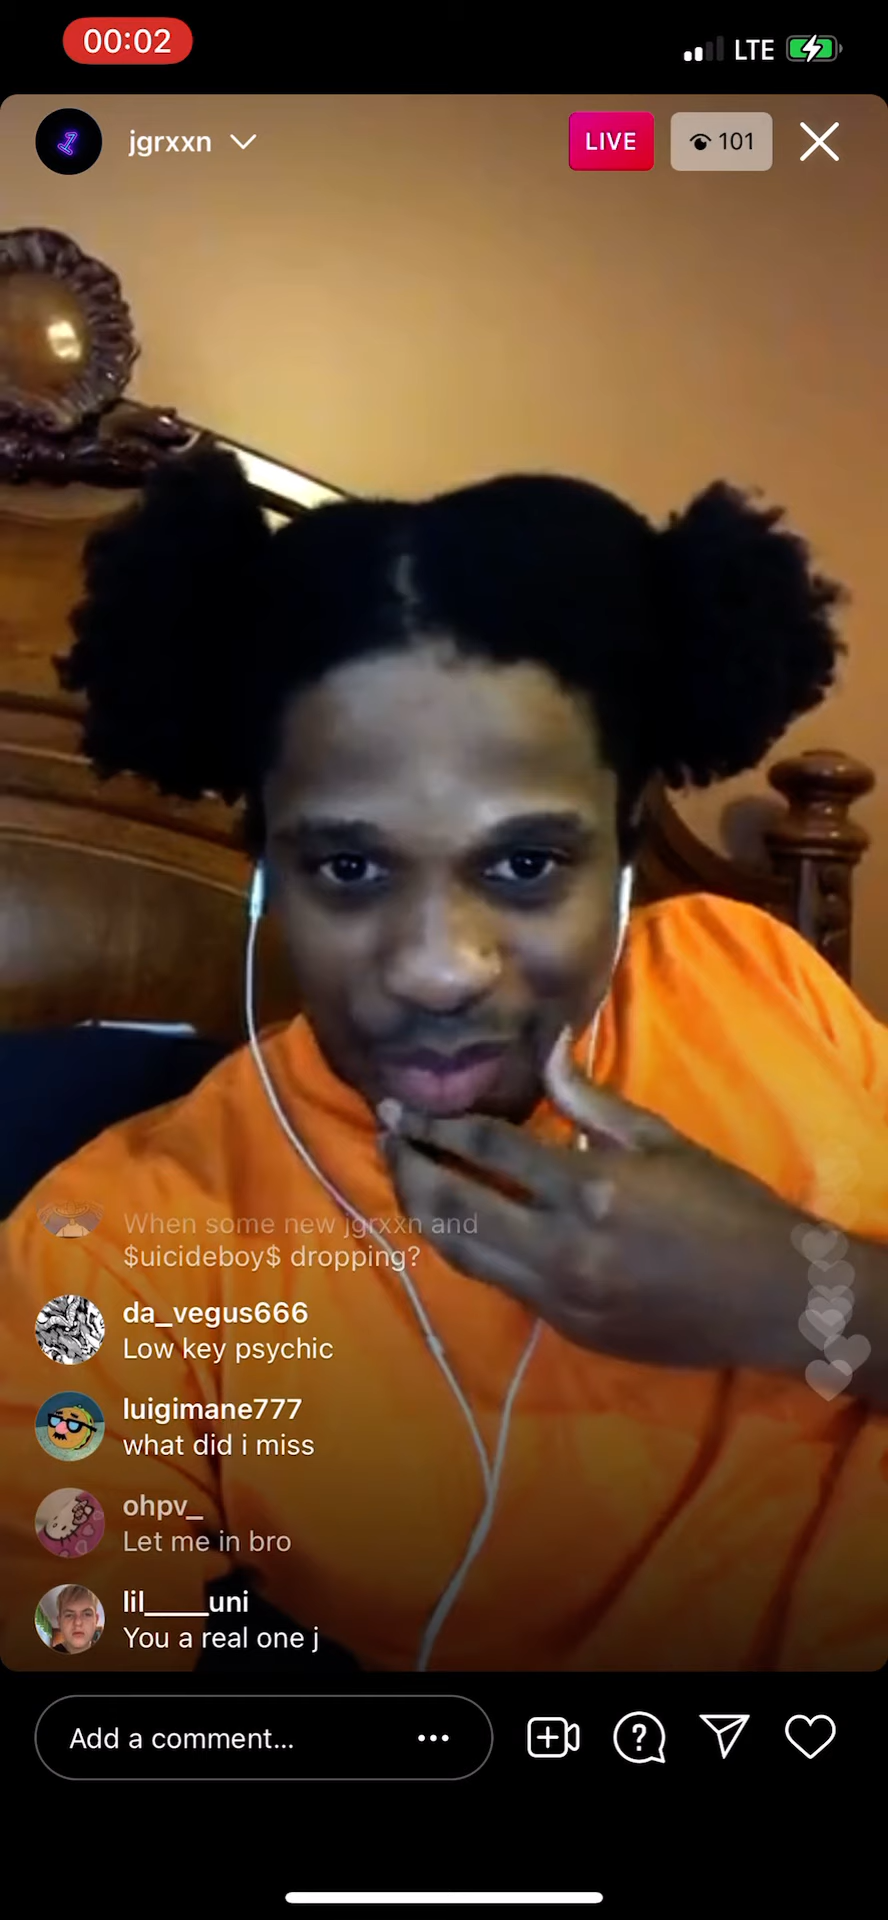 00:02
LTE
jgrxxn
LIVE
101
When some new jgrxxn and
$uicideboy$ dropping?
da_vegus666
Low key psychic
luigimane777
what did i miss
ohpv_
Let me in bro
lil____uni
You a real one j
Add a comment...